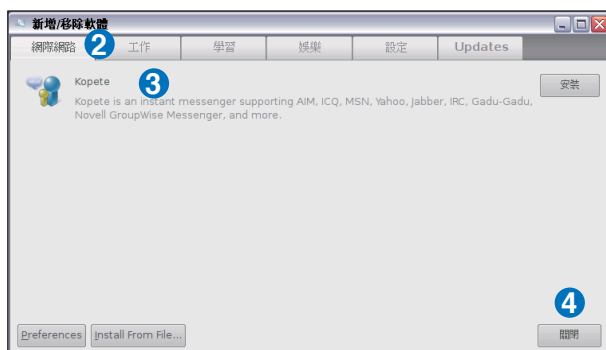 新增/移除軟體
網際網路 2 工作 學習 娛樂 設定 Updates
Kopete 3 安裝
Kopete is an instant messenger supporting AIM, ICQ, MSN, Yahoo, Jabber, IRC, Gadu-Gadu,
Novell GroupWise Messenger, and more.
4
Preferences Install From File... 關閉